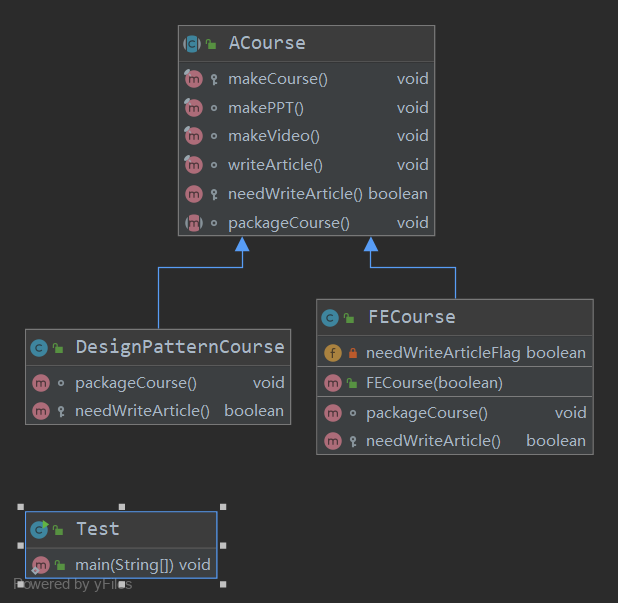 ACourse
makeCourse() void
makePPT() void
makeVideo() void
writeArticle() void
needWriteArticle() boolean
packageCourse() void
DesignPatternCourse
packageCourse() void
needWriteArticle() boolean
FECourse
needWriteArticleFlag boolean
FECourse(boolean)
packageCourse() void
needWriteArticle() boolean
Test
main(String[]) void
Powered by yFiles